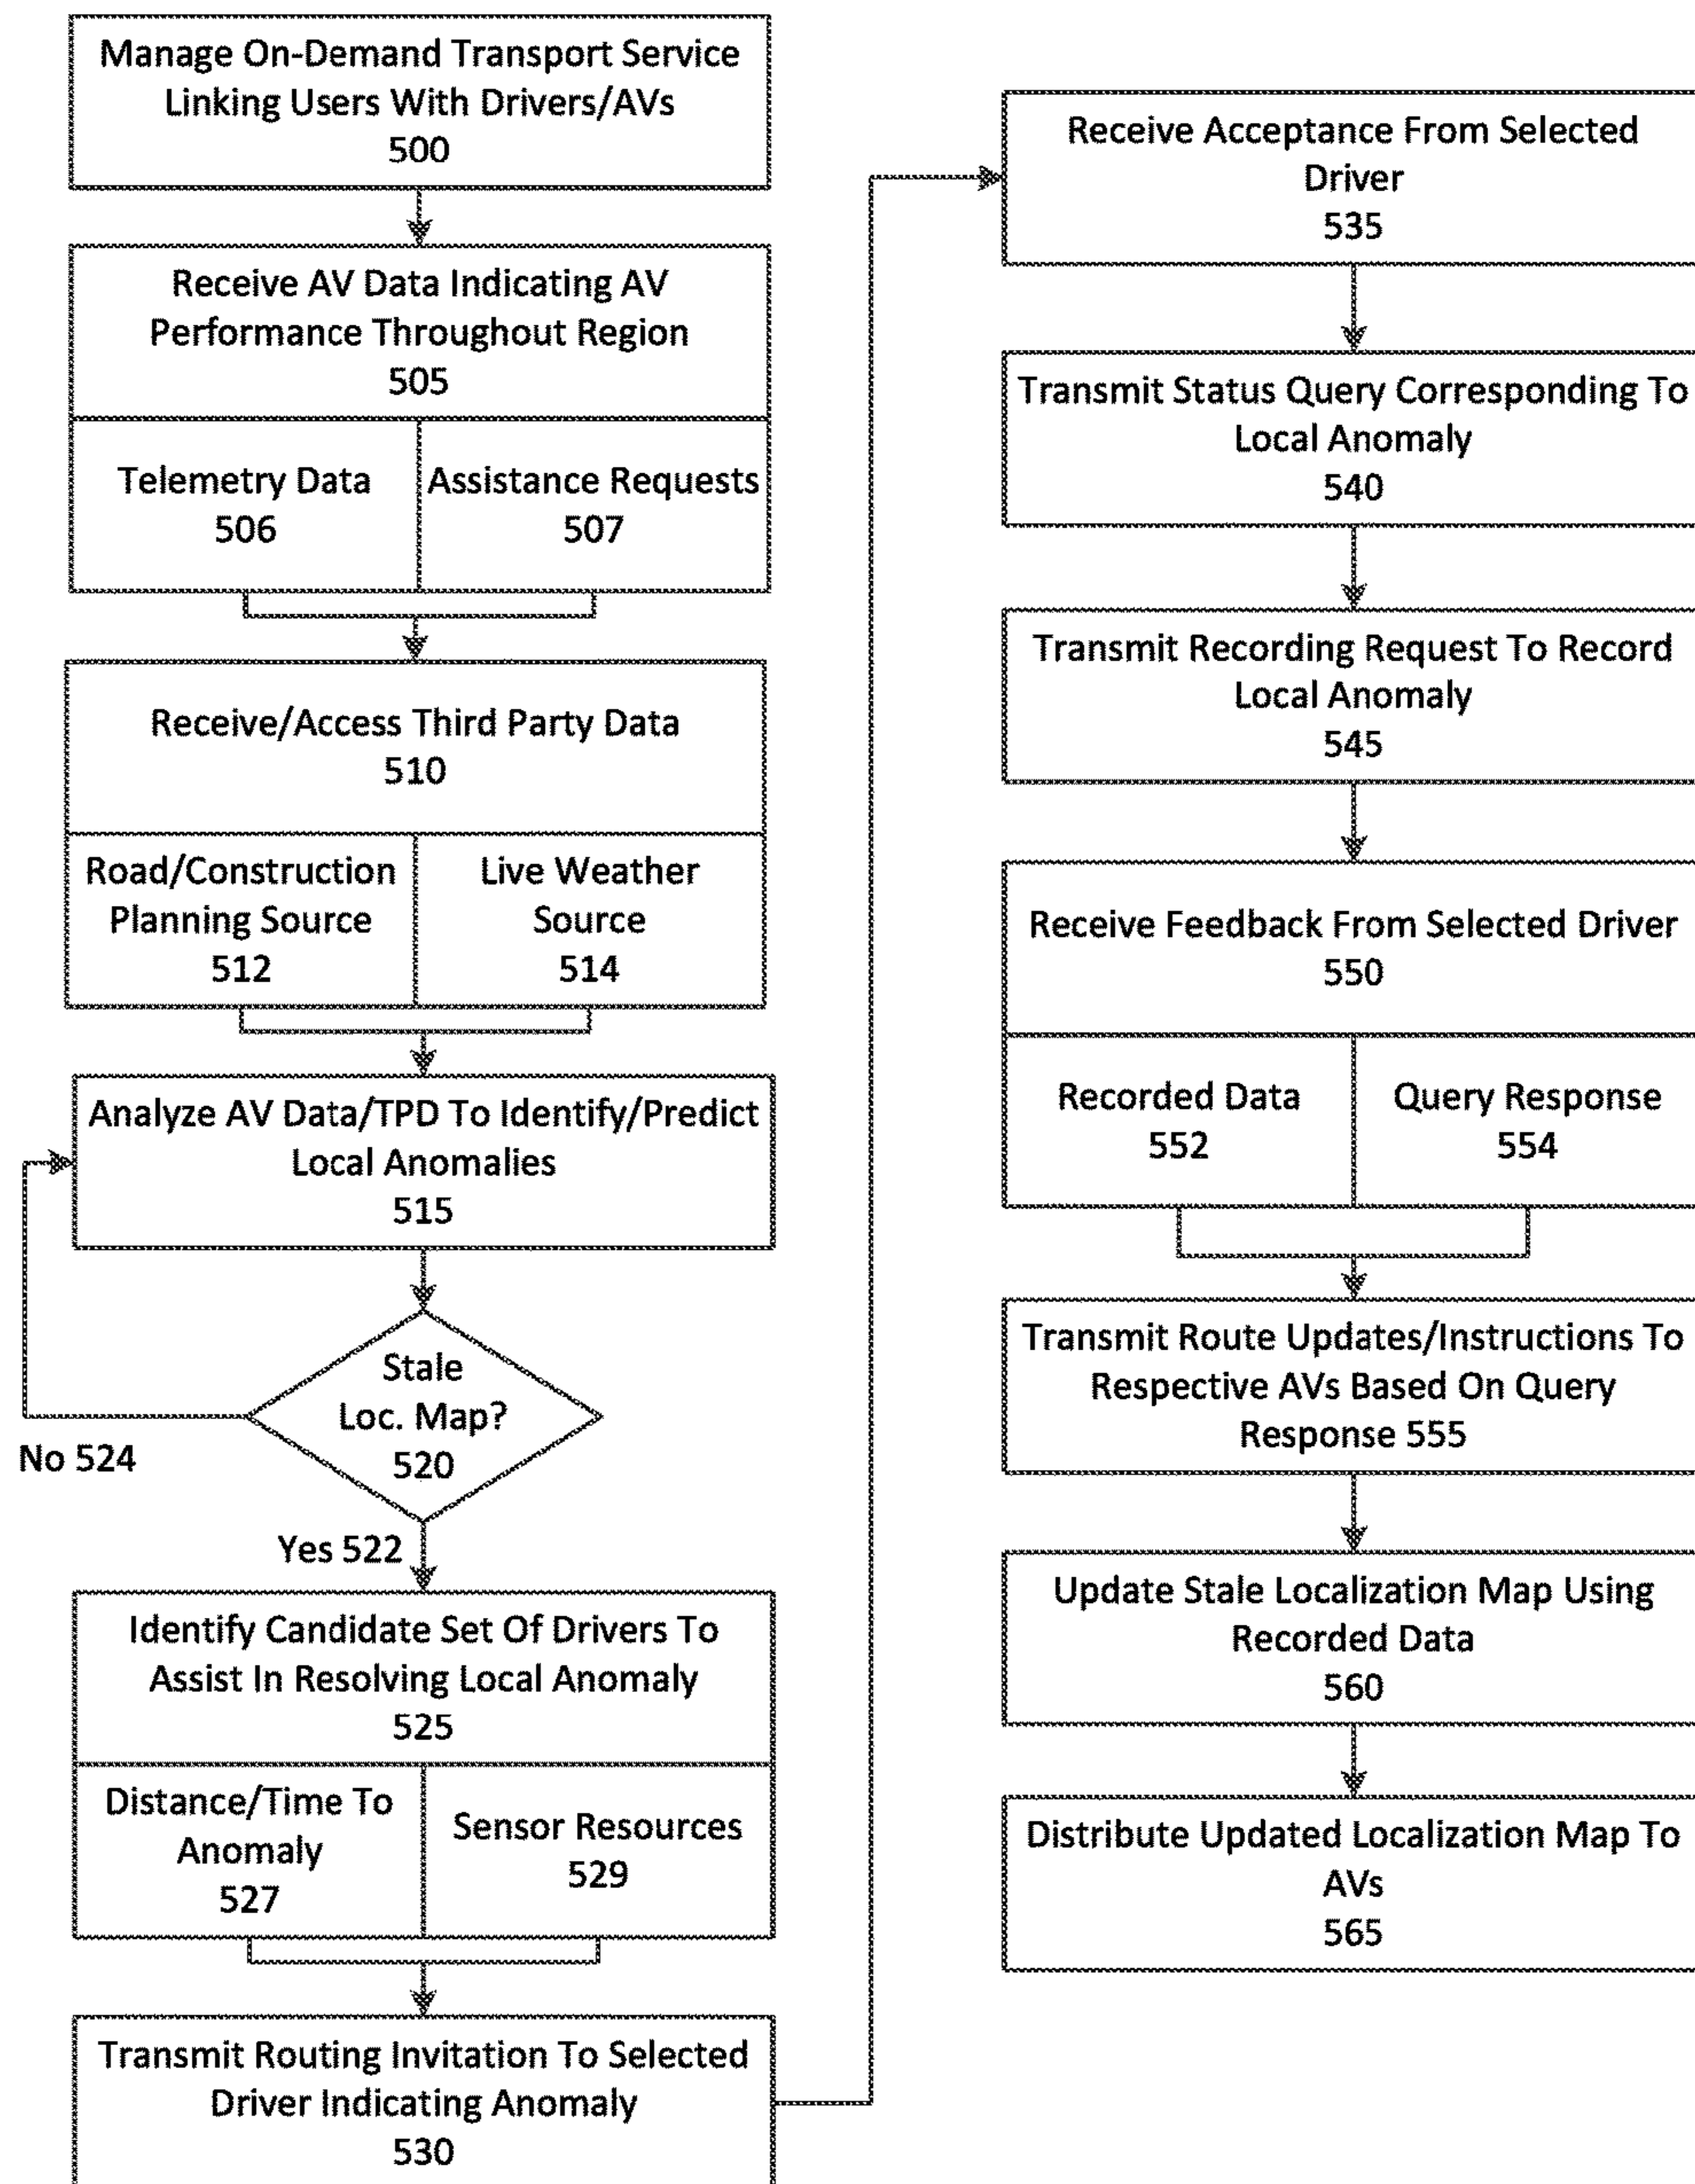 Manage On-Demand Transport Service
Linking Users With Drivers/AVs
500
Receive AV Data Indicating AV
Performance Throughout Region
505
Telemetry Data
506
Assistance Requests
507
Receive/Access Third Party Data
510
Road/Construction
Planning Source
512
Live Weather
Source
514
Analyze AV Data/TPD To Identify/Predict
Local Anomalies
515
Stale
Loc. Map?
520
No 524
Yes 522
Identify Candidate Set Of Drivers To
Assist In Resolving Local Anomaly
525
Distance/Time To
Anomaly
527
Sensor Resources
529
Transmit Routing Invitation To Selected
Driver Indicating Anomaly
530
Receive Acceptance From Selected
Driver
535
Transmit Status Query Corresponding To
Local Anomaly
540
Transmit Recording Request To Record
Local Anomaly
545
Receive Feedback From Selected Driver
550
Recorded Data
552
Query Response
554
Transmit Route Updates/Instructions To
Respective AVs Based On Query
Response 555
Update Stale Localization Map Using
Recorded Data
560
Distribute Updated Localization Map To
AVs
565